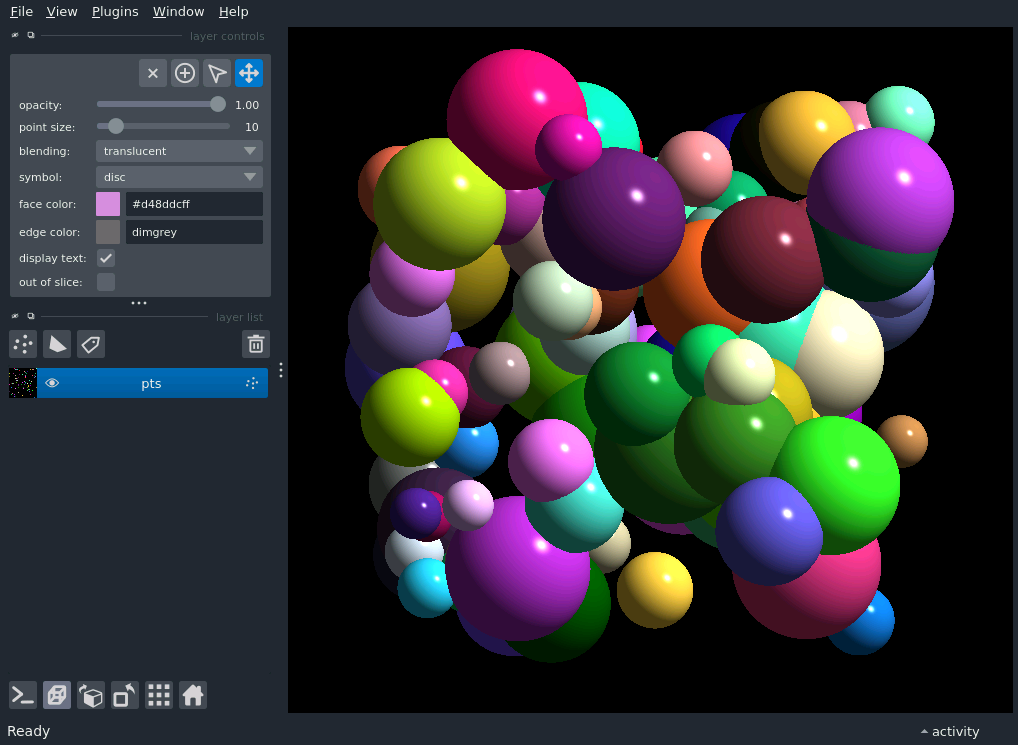 File View Plugins Window Help
layer controls
opacity: 1.00
point size: 10
blending: translucent
symbol: disc
face color: #d48ddcff
edge color: dimgrey
display text:
out of slice:
layer list
pts
Ready
activity